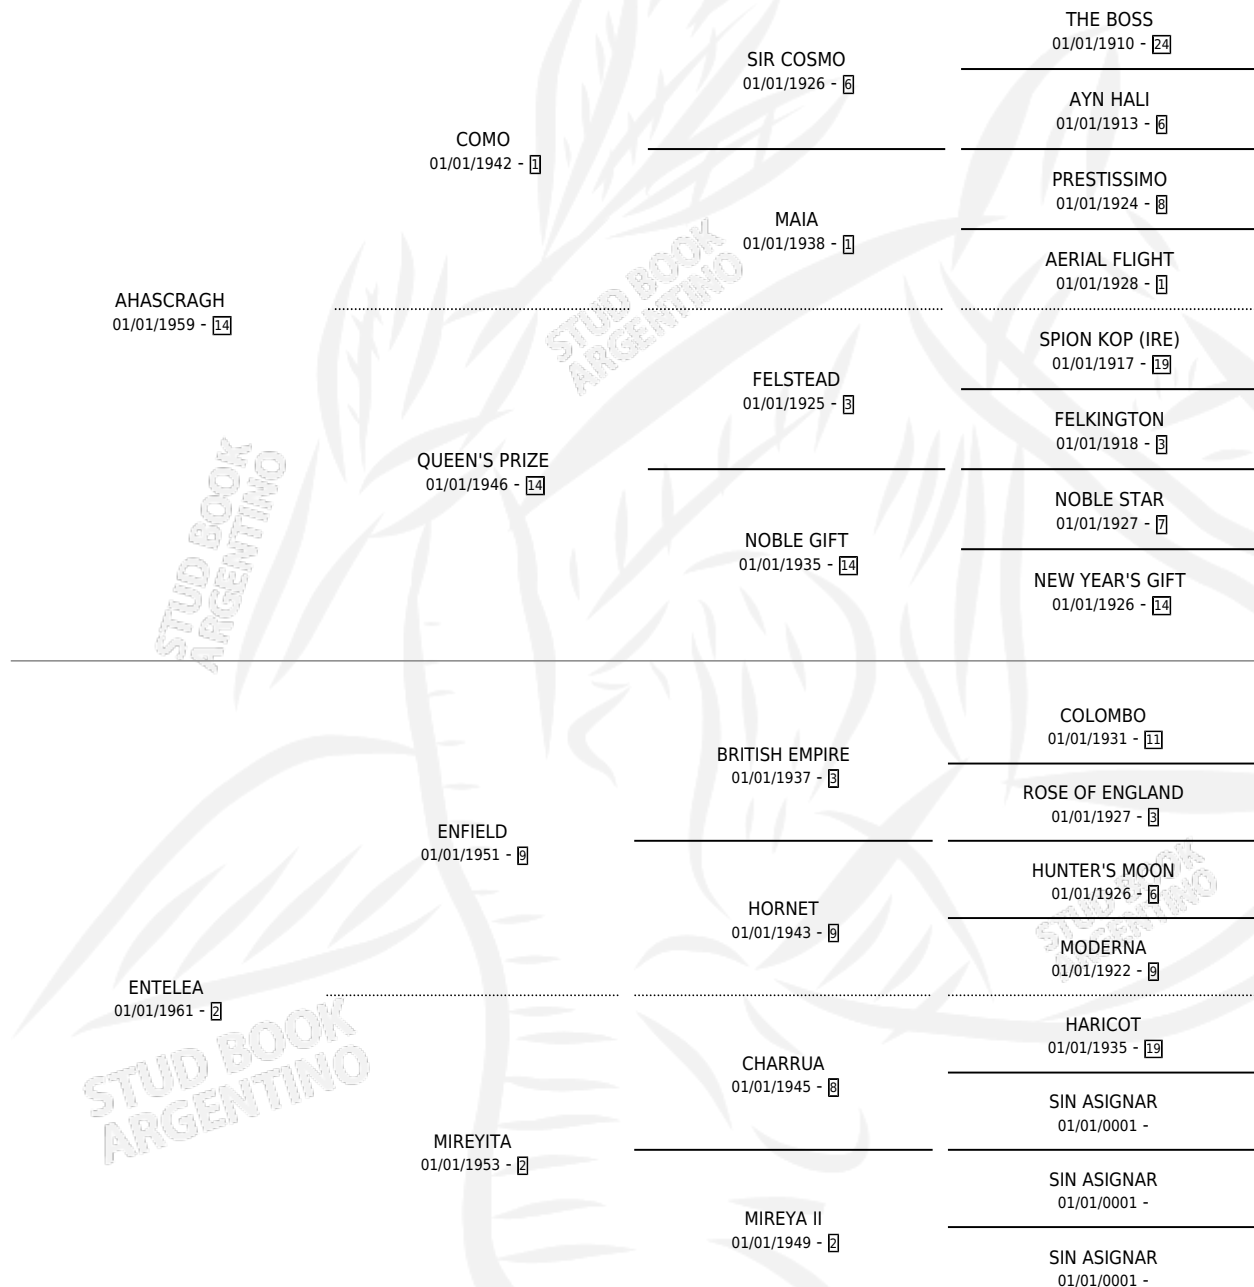 THE BOSS
01/01/1910 - 24
SIR COSMO
01/01/1926 - 6
AYN HALI
01/01/1913 - 6
COMO
01/01/1942 - 1
PRESTISSIMO
01/01/1924 - 8
MAIA
01/01/1938 - 1
AERIAL FLIGHT
01/01/1928 - 1
AHASCRAGH
01/01/1959 - 14
STUD BOOK
ARGENTINO
SPION KOP (IRE)
01/01/1917 - 19
FELSTEAD
01/01/1925 - 3
FELKINGTON
01/01/1918 - 3
QUEEN'S PRIZE
01/01/1946 - 14
NOBLE STAR
01/01/1927 - 7
NOBLE GIFT
01/01/1935 - 14
NEW YEAR'S GIFT
01/01/1926 - 14
STUD BOOK
ARGENTINO
COLOMBO
01/01/1931 - 11
BRITISH EMPIRE
01/01/1937 - 3
ROSE OF ENGLAND
01/01/1927 - 3
ENFIELD
01/01/1951 - 9
HUNTER'S MOON
01/01/1926 - 6
HORNET
01/01/1943 - 9
STUD BOOK
ARGENTINO
MODERNA
01/01/1922 - 9
ENTELEA
01/01/1961 - 2
HARICOT
01/01/1935 - 19
STUD BOOK
ARGENTINO
CHARRUA
01/01/1945 - 8
SIN ASIGNAR
01/01/0001 -
MIREYITA
01/01/1953 - 2
SIN ASIGNAR
01/01/0001 -
MIREYA II
01/01/1949 - 2
SIN ASIGNAR
01/01/0001 -